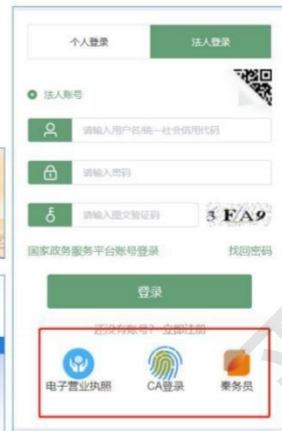 个人登录 法人登录
法人账号
请输入用户名/统一社会信用代码
请输入密码
请输入图文验证码 3 F/A9
国家政务服务平台账号登录 找回密码
登录
还没有账号? 立即注册
电子营业执照 CA登录 秦务员